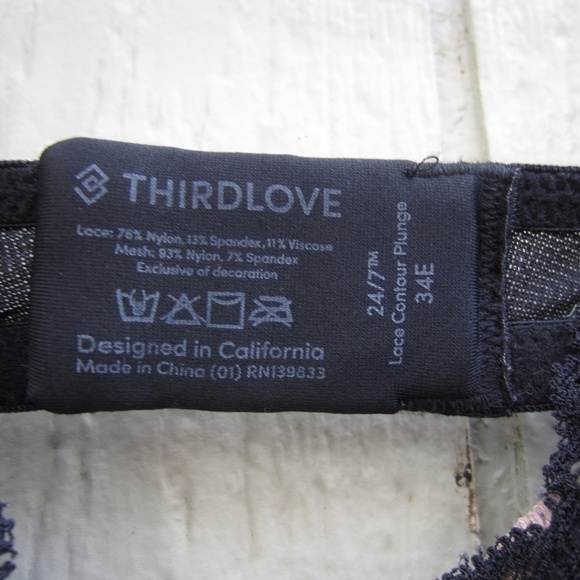 THIRDLOVE
Lace: 76% Nylon, 13% Spandex, 11% Viscose
Mesh: 93% Nylon, 7% Spandex
Exclusive of decoration
Designed in California
Made in China (01) RN139833
24/7™
Lace Contour Plunge
34E